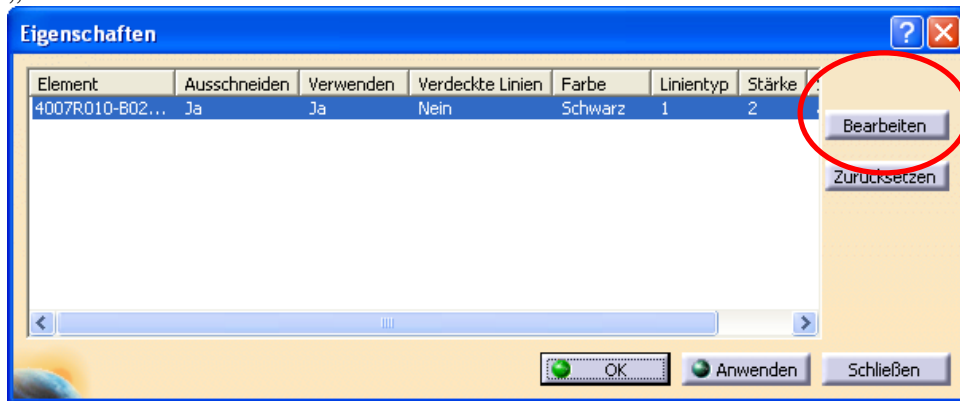 Eigenschaften
Element Ausschneiden Verwenden Verdeckte Linien Farbe Linientyp Stärke
4007R010-B02... Ja Ja Nein Schwarz 1 2
Bearbeiten
Zurücksetzen
OK Anwenden Schließen